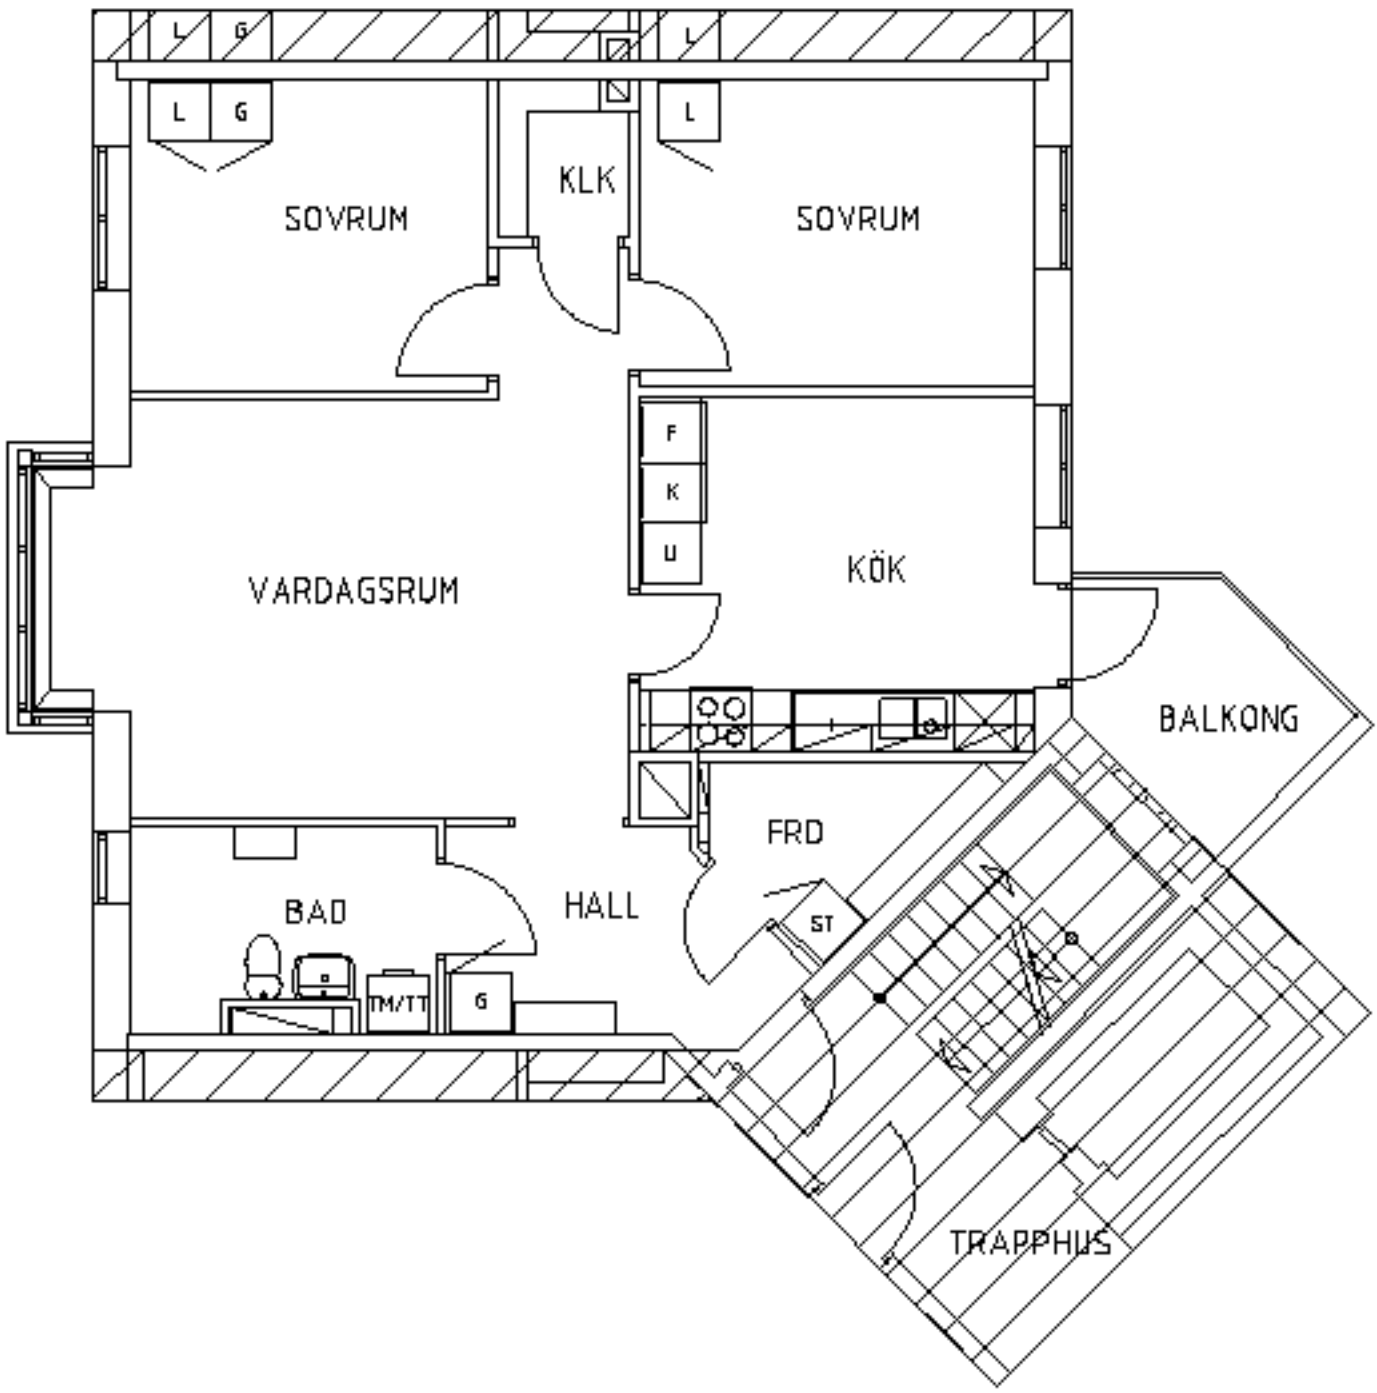 L G L
L G L
KLK
SOVRUM SOVRUM
F
K
U
KÖK
VARDAGSRUM
BALKONG
FRD
BAD HALL
ST
TM/TT G
TRAPPHUS